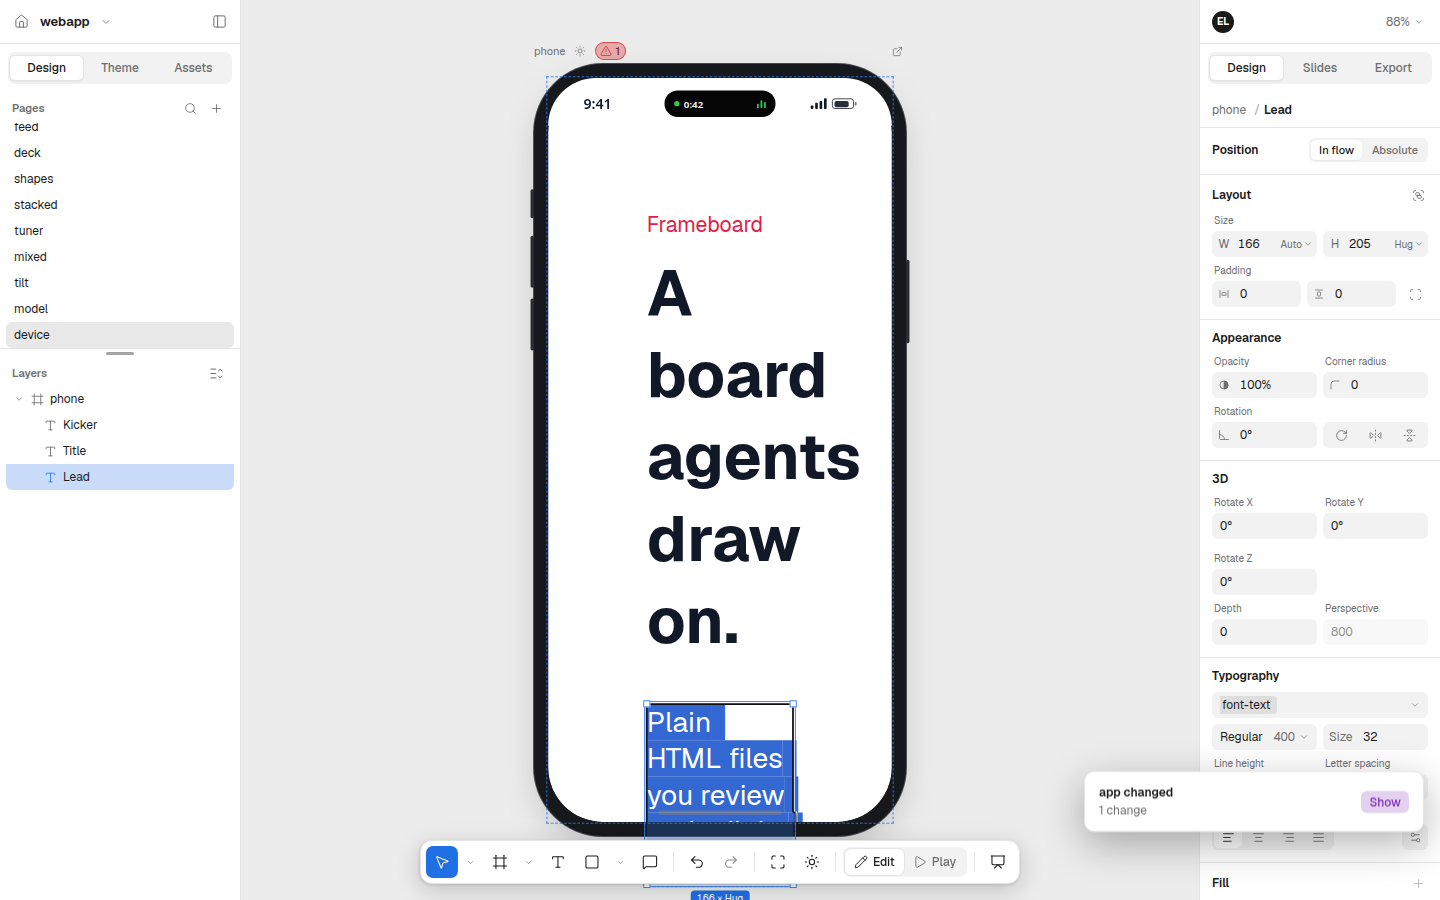 webapp
Design Theme Assets
Pages
feed
deck
shapes
stacked
tuner
mixed
tilt
model
device
Layers
phone
Kicker
Title
Lead
phone 1
9:41
0:42
Frameboard
A
board
agents
draw
on.
Plain
HTML files
you review
166 × Hug
Edit
Play
EL
88%
Design Slides Export
phone / Lead
Position
In flow Absolute
Layout
Size
W 166 Auto H 205 Hug
Padding
0 0
Appearance
Opacity Corner radius
100% 0
Rotation
0°
3D
Rotate X Rotate Y
0° 0°
Rotate Z
0°
Depth Perspective
0 800
Typography
font-text
Regular 400 Size 32
Line height Letter spacing
app changed
1 change
Show
Fill